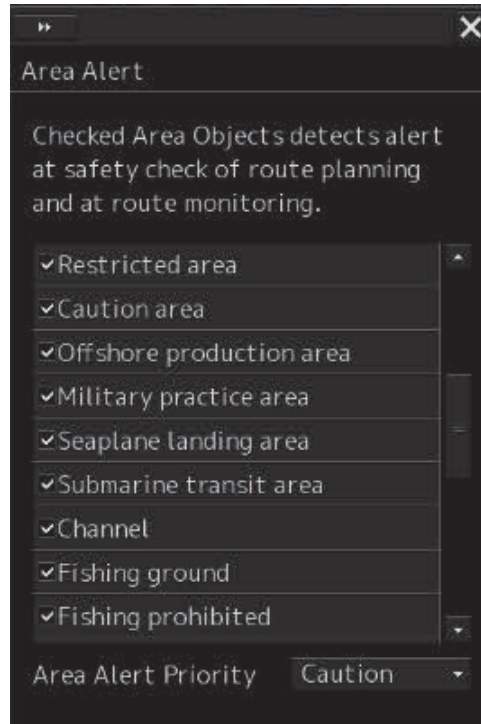 Area Alert
Checked Area Objects detects alert
at safety check of route planning
and at route monitoring.
Restricted area
Caution area
Offshore production area
Military practice area
Seaplane landing area
Submarine transit area
Channel
Fishing ground
Fishing prohibited
Area Alert Priority Caution